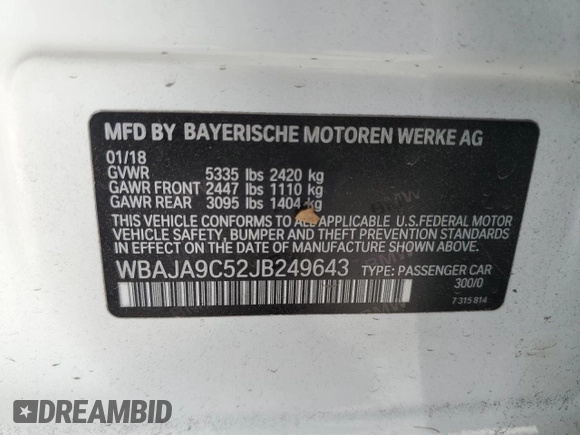 MFD BY BAYERISCHE MOTOREN WERKE AG
01/18
GVWR 5335 lbs 2420 kg
GAWR FRONT 2447 lbs 1110 kg
GAWR REAR 3095 lbs 1404 kg
THIS VEHICLE CONFORMS TO ALL APPLICABLE U.S.FEDERAL MOTOR
VEHICLE SAFETY, BUMPER AND THEFT PREVENTION STANDARDS
IN EFFECT ON THE DATE OF MANUFACTURE SHOWN ABOVE.
WBAJA9C52JB249643 TYPE: PASSENGER CAR
300/0
7 315 814
DREAMBID